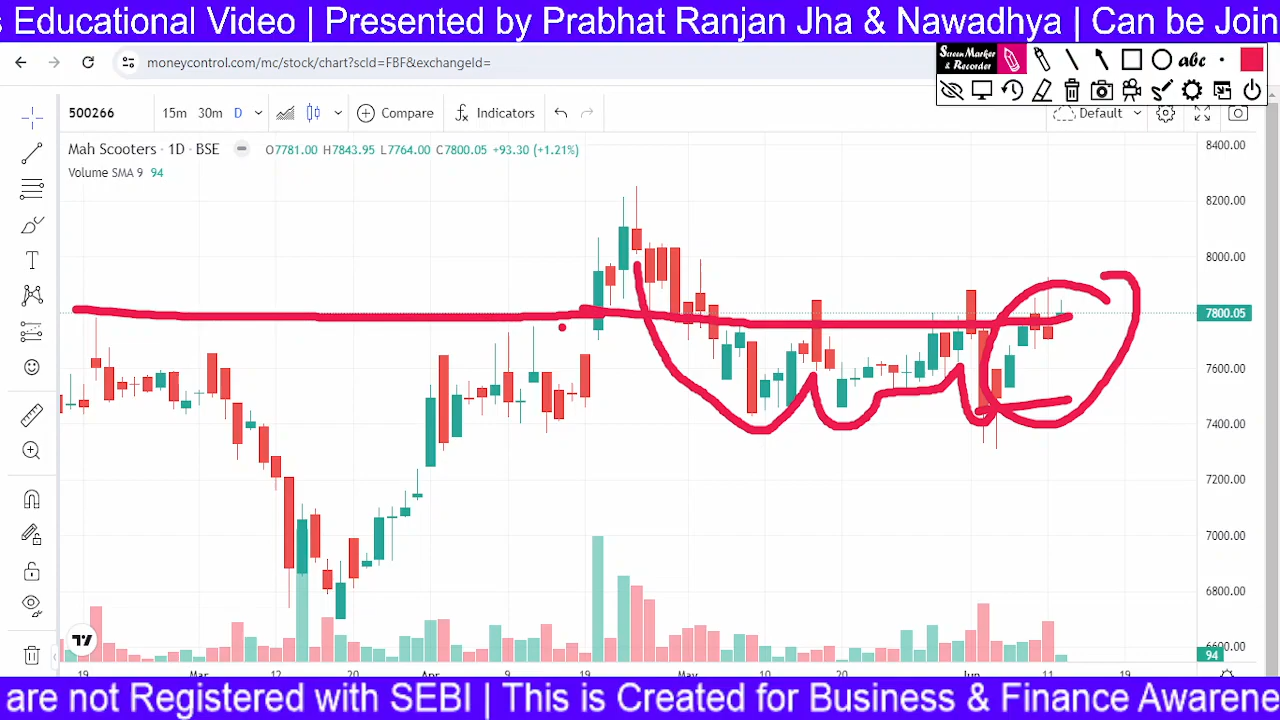 s Educational Video | Presented by Prabhat Ranjan Jha & Nawadhya | Can be Join
moneycontrol.com/mc/stock/chart?scId=FBF&exchangeId=
Screen Marker
& Recorder
abc
500266
15m 30m D
Compare
Indicators
Default
Mah Scooters · 1D · BSE
O7781.00 H7843.95 L7764.00 C7800.05 +93.30 (+1.21%)
Volume SMA 9 94
8400.00
8200.00
8000.00
7800.05
7600.00
7400.00
7200.00
7000.00
6800.00
6600.00
94
19 Mar 12 20 Apr 9 19 May 10 20 Jun 11 19
are not Registered with SEBI | This is Created for Business & Finance Awarene